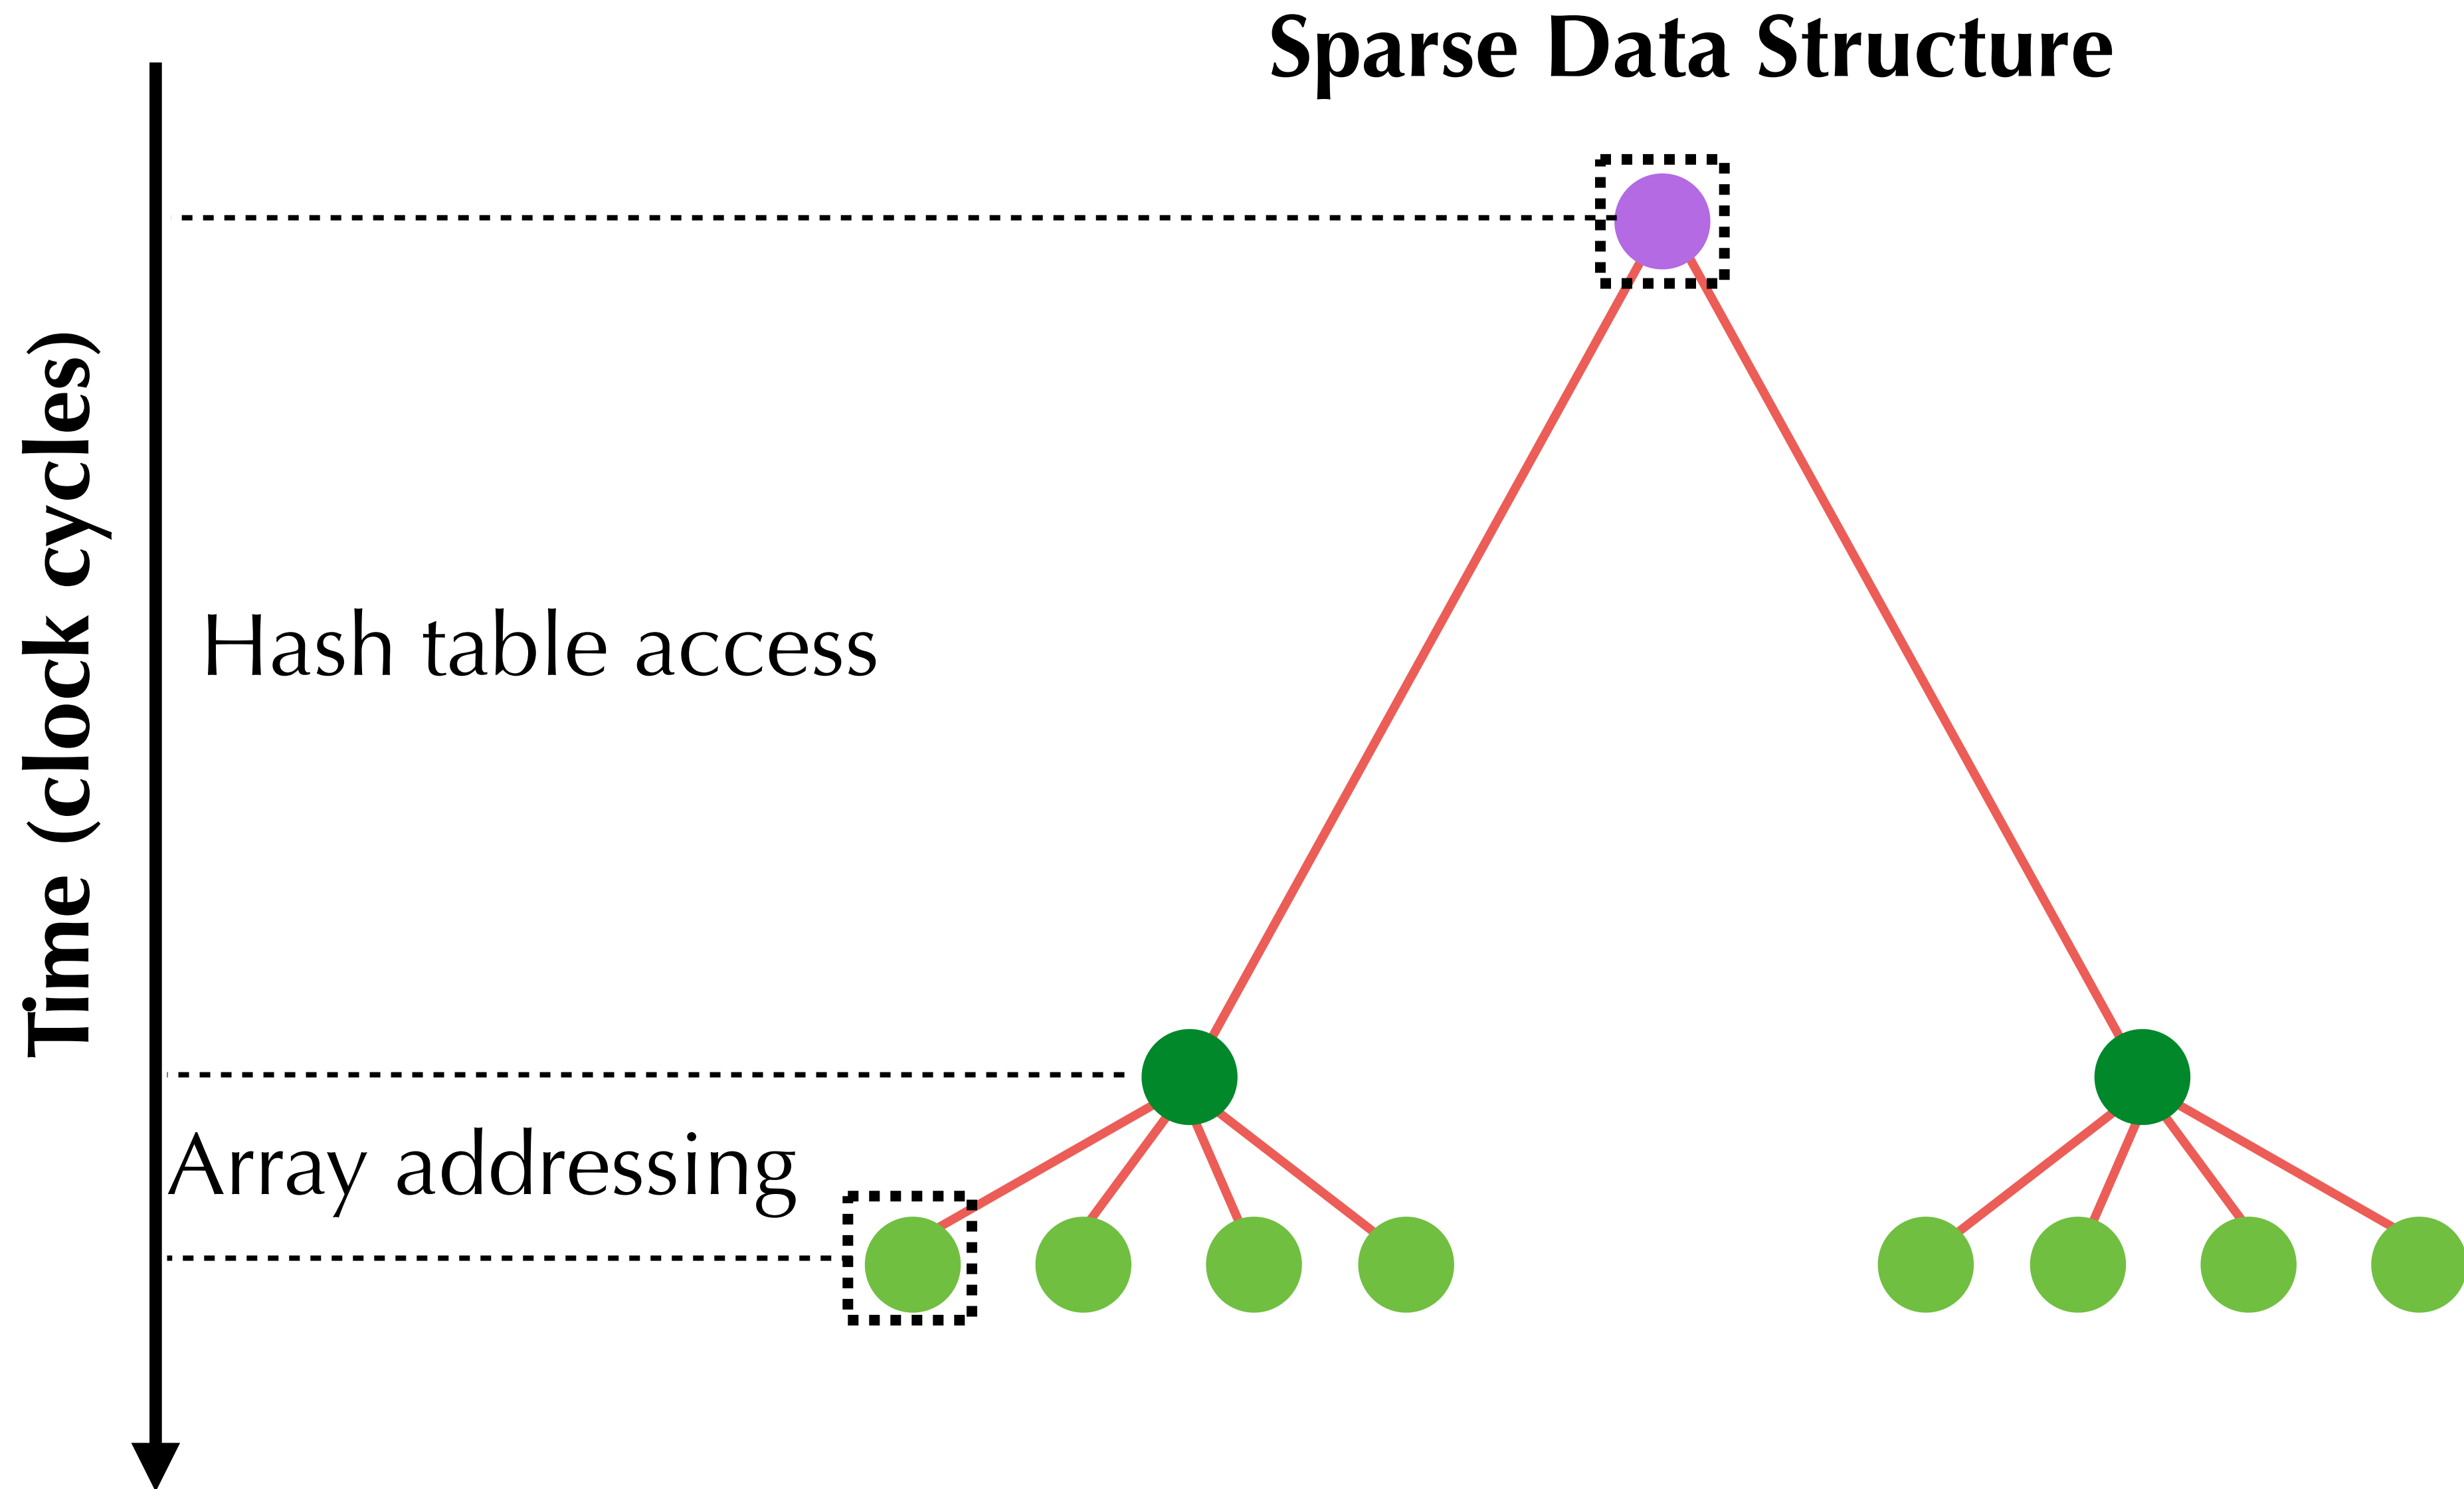 Sparse Data Structure
Time (clock cycles)
Hash table access
Array addressing